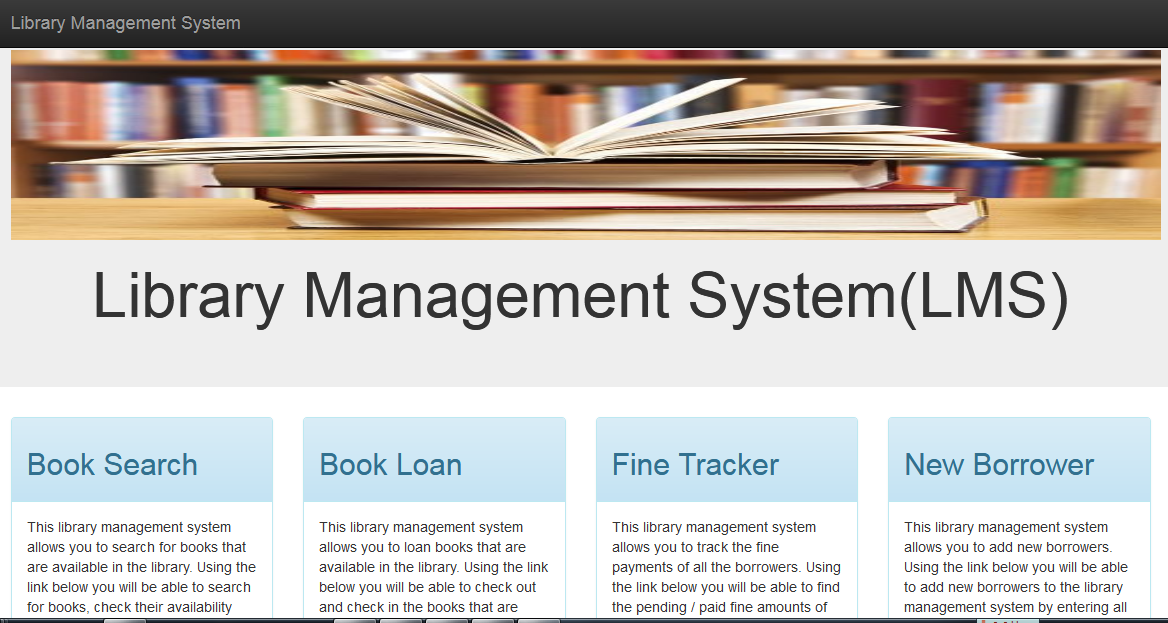 Library Management System
Library Management System(LMS)
Book Search
This library management system
allows you to search for books that
are available in the library. Using the
link below you will be able to search
for books, check their availability
Book Loan
This library management system
allows you to loan books that are
available in the library. Using the link
below you will be able to check out
and check in the books that are
Fine Tracker
This library management system
allows you to track the fine
payments of all the borrowers. Using
the link below you will be able to find
the pending / paid fine amounts of
New Borrower
This library management system
allows you to add new borrowers.
Using the link below you will be able
to add new borrowers to the library
management system by entering all